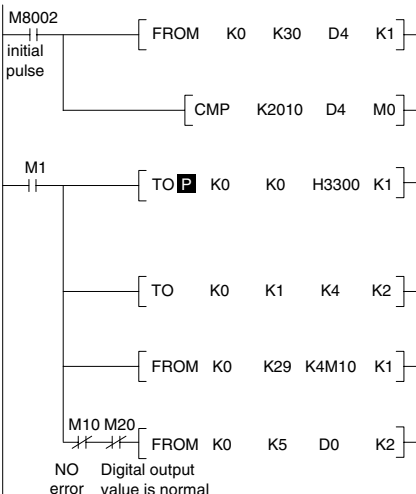 M8002
FROM K0 K30 D4 K1
initial
pulse
CMP K2010 D4 M0
M1
TO P K0 K0 H3300 K1
TO K0 K1 K4 K2
FROM K0 K29 K4M10 K1
M10 M20
FROM K0 K5 D0 K2
NO Digital output
error value is normal